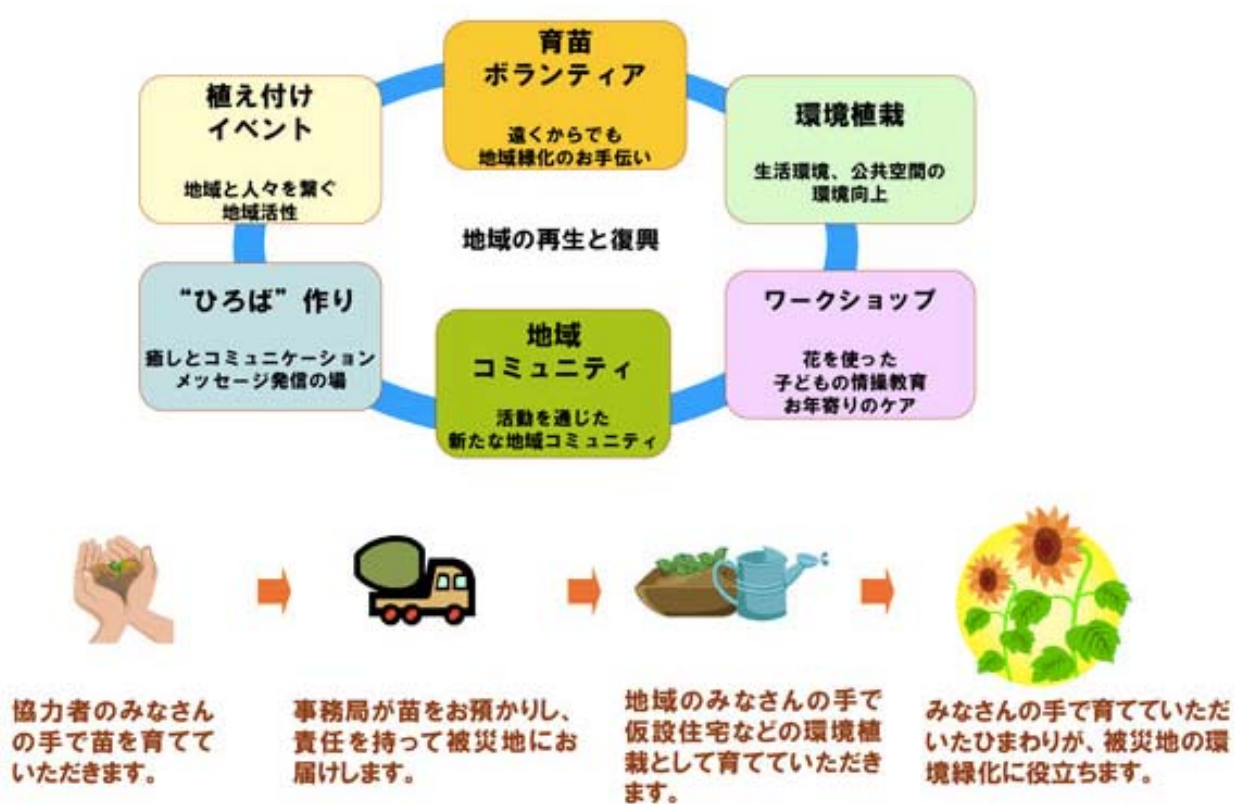 育苗
ボランティア
遠くからでも
地域緑化のお手伝い
植え付け
イベント
地域と人々を繋ぐ
地域活性
環境植栽
生活環境、公共空間の
環境向上
地域の再生と復興
“ひろば”作り
癒しとコミュニケーション
メッセージ発信の場
地域
コミュニティ
活動を通じた
新たな地域コミュニティ
ワークショップ
花を使った
子どもの情操教育
お年寄りのケア
協力者のみなさん
の手で苗を育てて
いただきます。
事務局が苗をお預かりし、
責任を持って被災地にお
届けします。
地域のみなさんの手で
仮設住宅などの環境植
栽として育てていただき
ます。
みなさんの手で育てていただ
いたひまわりが、被災地の環
境緑化に役立ちます。